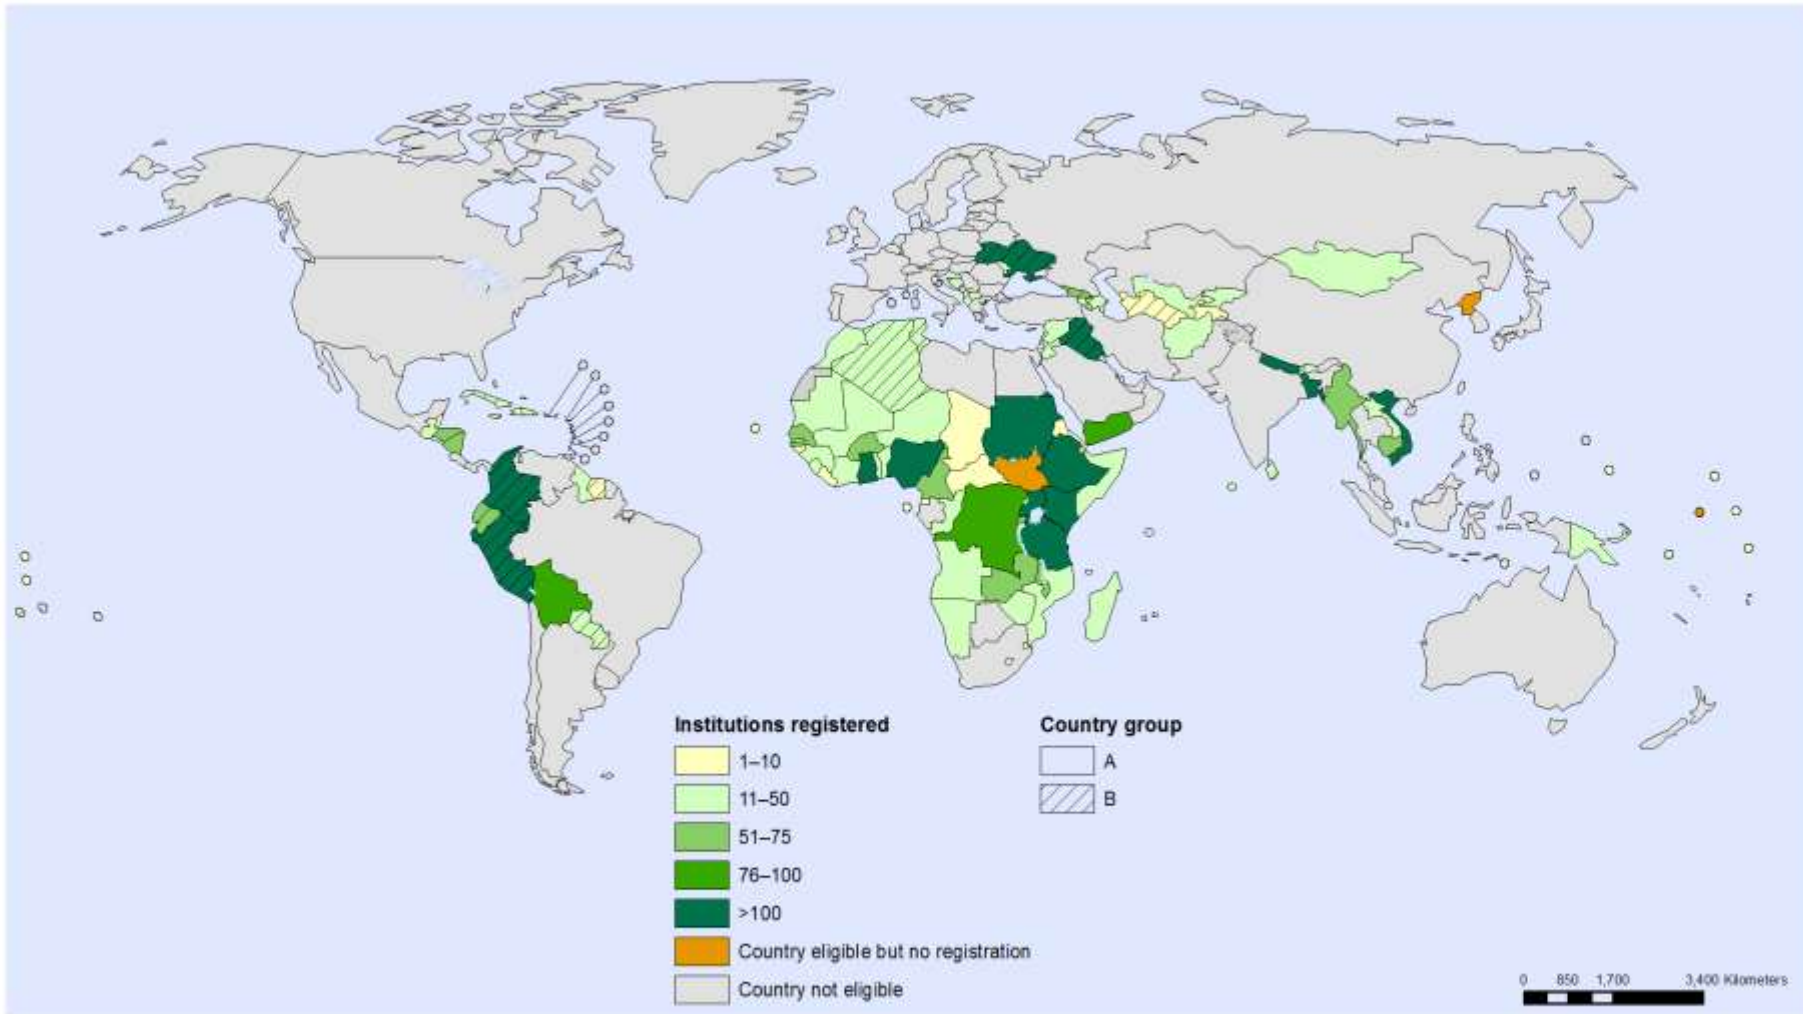 Institutions registered
1–10
11–50
51–75
76–100
>100
Country eligible but no registration
Country not eligible
Country group
A
B
0 850 1,700 3,400 Kilometers